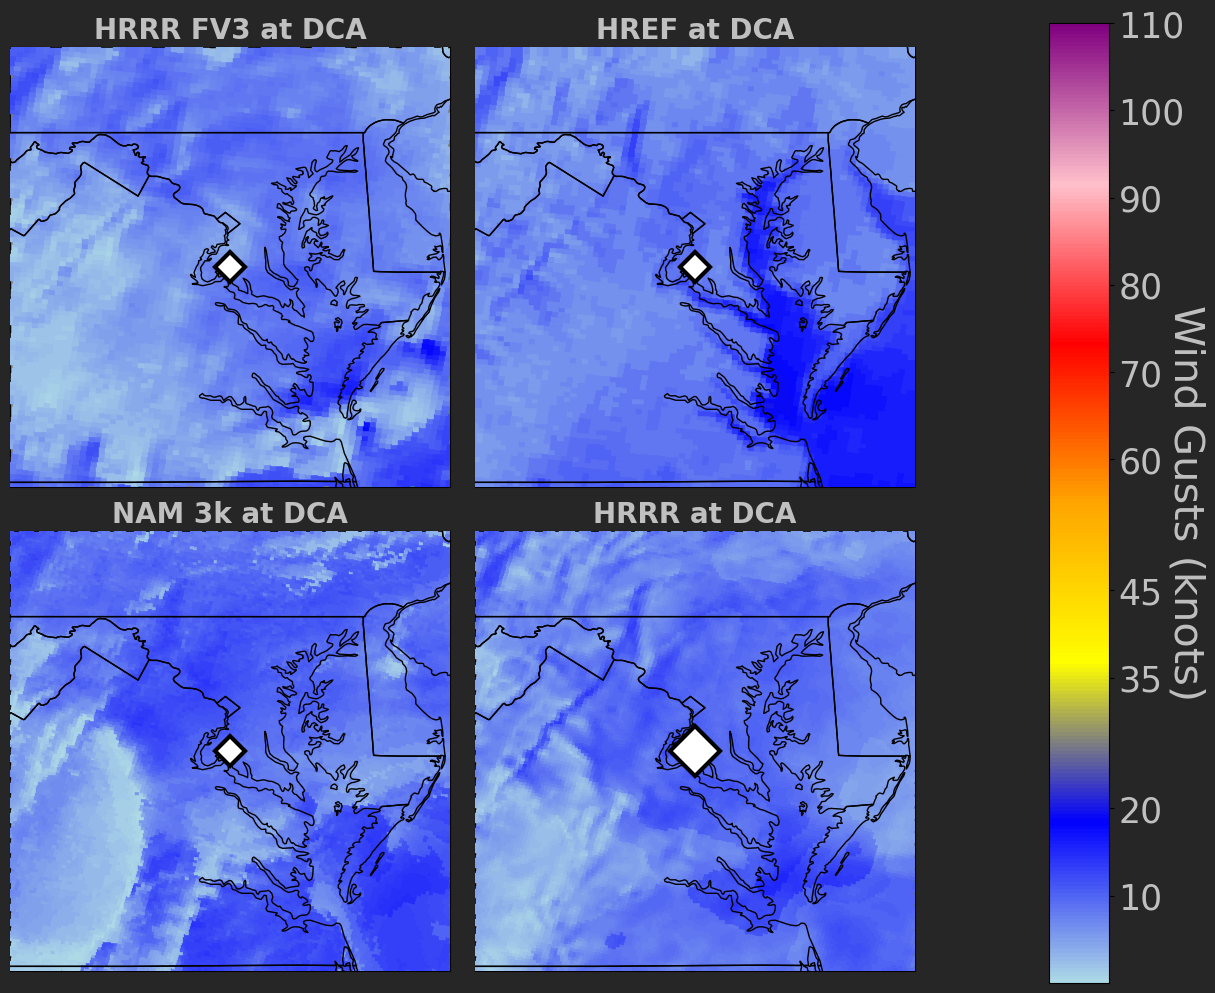 HRRR FV3 at DCA
HREF at DCA
NAM 3k at DCA
HRRR at DCA
110
100
90
80
70
60
45
35
20
10
Wind Gusts (knots)